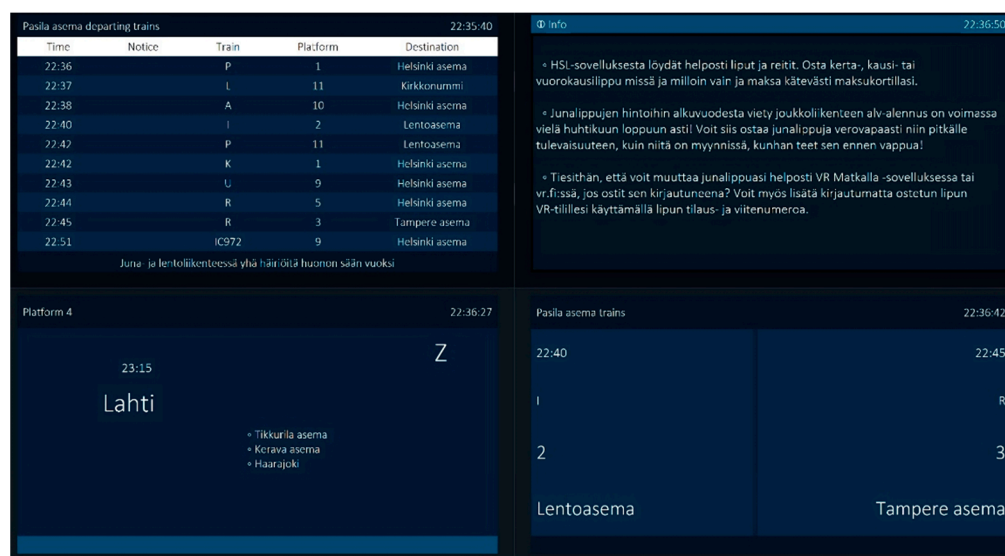 Pasila asema departing trains 22:35:40
Time Notice Train Platform Destination
22:36 P 1 Helsinki asema
22:37 L 11 Kirkkonummi
22:38 A 10 Helsinki asema
22:40 I 2 Lentoasema
22:42 P 11 Lentoasema
22:42 K 1 Helsinki asema
22:43 U 9 Helsinki asema
22:44 R 5 Helsinki asema
22:45 R 3 Tampere asema
22:51 IC972 9 Helsinki asema
Juna- ja lentoliikenteessä yhä häiriöitä huonon sään vuoksi
Info 22:36:50
◦ HSL-sovelluksesta löydät helposti liput ja reitit. Osta kerta-, kausi- tai
vuorokausilippu missä ja milloin vain ja maksa kätevästi maksukortillasi.
◦ Junalippujen hintoihin alkuvuodesta viety joukkoliikenteen alv-alennus on voimassa
vielä huhtikuun loppuun asti! Voit siis ostaa junalippuja verovapaasti niin pitkälle
tulevaisuuteen, kuin niitä on myynnissä, kunhan teet sen ennen vappua!
◦ Tiesithän, että voit muuttaa junalippuasi helposti VR Matkalla -sovelluksessa tai
vr.fi:ssä, jos ostit sen kirjautuneena? Voit myös lisätä kirjautumatta ostetun lipun
VR-tilillesi käyttämällä lipun tilaus- ja viitenumeroa.
Platform 4 22:36:27
Z
23:15
Lahti
◦ Tikkurila asema
◦ Kerava asema
◦ Haarajoki
Pasila asema trains 22:36:42
22:40 22:45
I R
2 3
Lentoasema Tampere asema